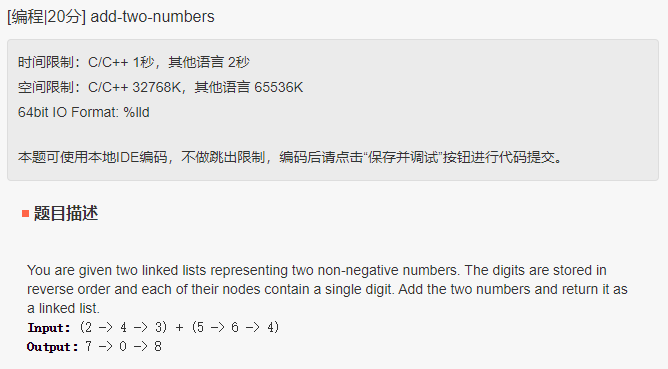 [编程|20分] add-two-numbers
时间限制：C/C++ 1秒，其他语言 2秒
空间限制：C/C++ 32768K，其他语言 65536K
64bit IO Format: %lld
本题可使用本地IDE编码，不做跳出限制，编码后请点击“保存并调试”按钮进行代码提交。
题目描述
You are given two linked lists representing two non-negative numbers. The digits are stored in
reverse order and each of their nodes contain a single digit. Add the two numbers and return it as
a linked list.
Input: (2 -> 4 -> 3) + (5 -> 6 -> 4)
Output: 7 -> 0 -> 8